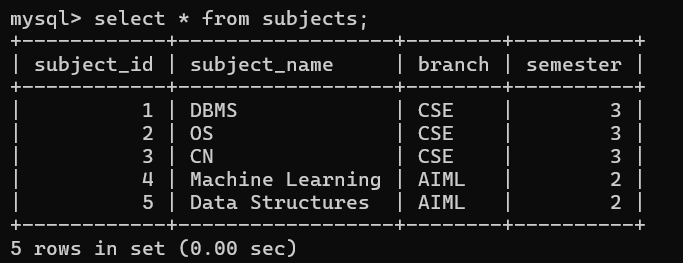 mysql> select * from subjects;
+------------+------------------+--------+----------+
| subject_id | subject_name     | branch | semester |
+------------+------------------+--------+----------+
|          1 | DBMS             | CSE    |        3 |
|          2 | OS               | CSE    |        3 |
|          3 | CN               | CSE    |        3 |
|          4 | Machine Learning | AIML   |        2 |
|          5 | Data Structures  | AIML   |        2 |
+------------+------------------+--------+----------+
5 rows in set (0.00 sec)